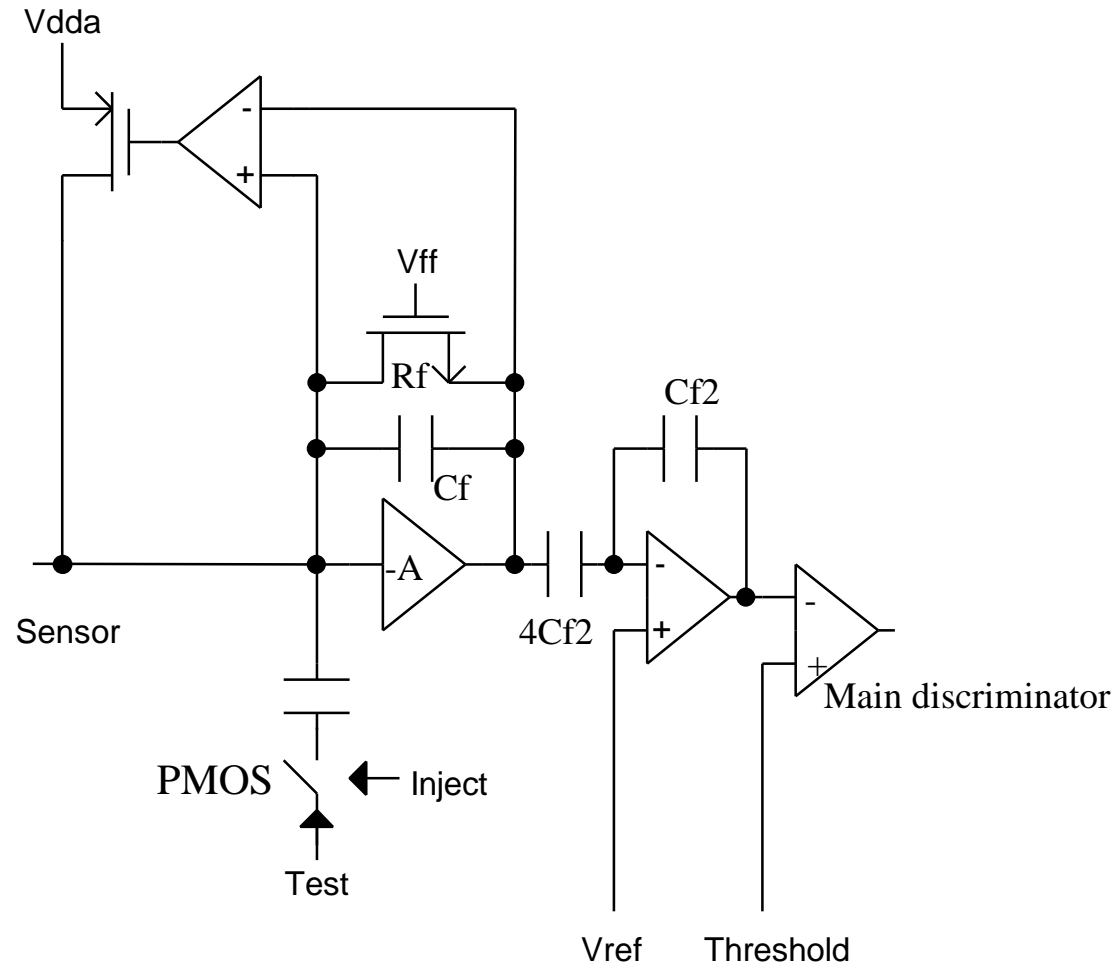 Vdda
-
+
Vff
Rf
Cf2
Cf
-A
-
-
Sensor
4Cf2
+
+
Main discriminator
PMOS
Inject
Test
Vref
Threshold